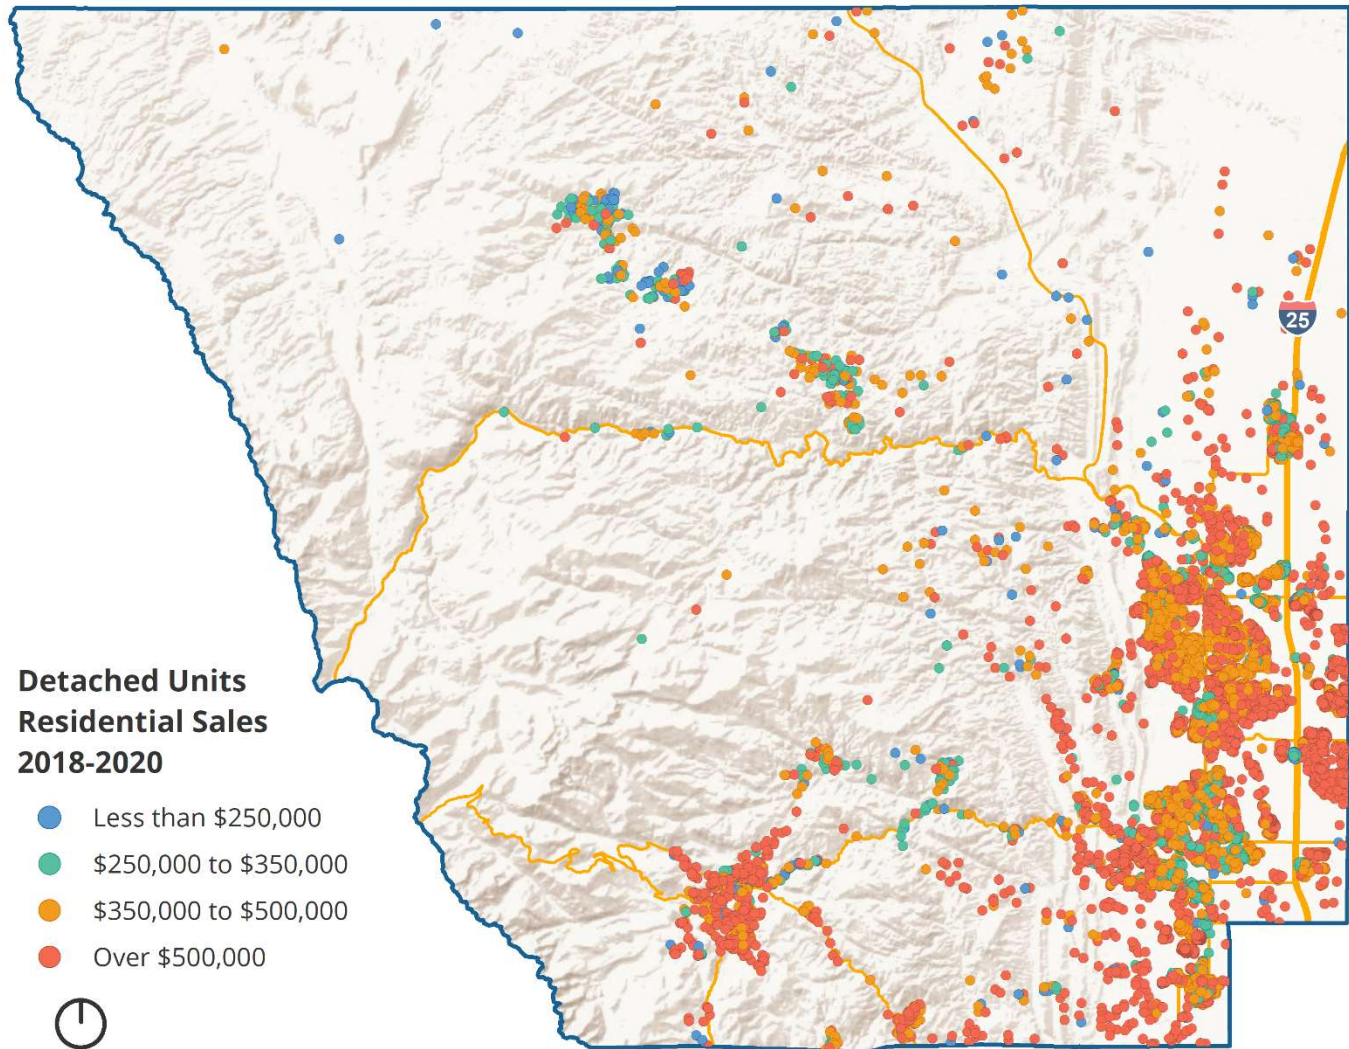 25
Detached Units
Residential Sales
2018-2020
Less than $250,000
$250,000 to $350,000
$350,000 to $500,000
Over $500,000